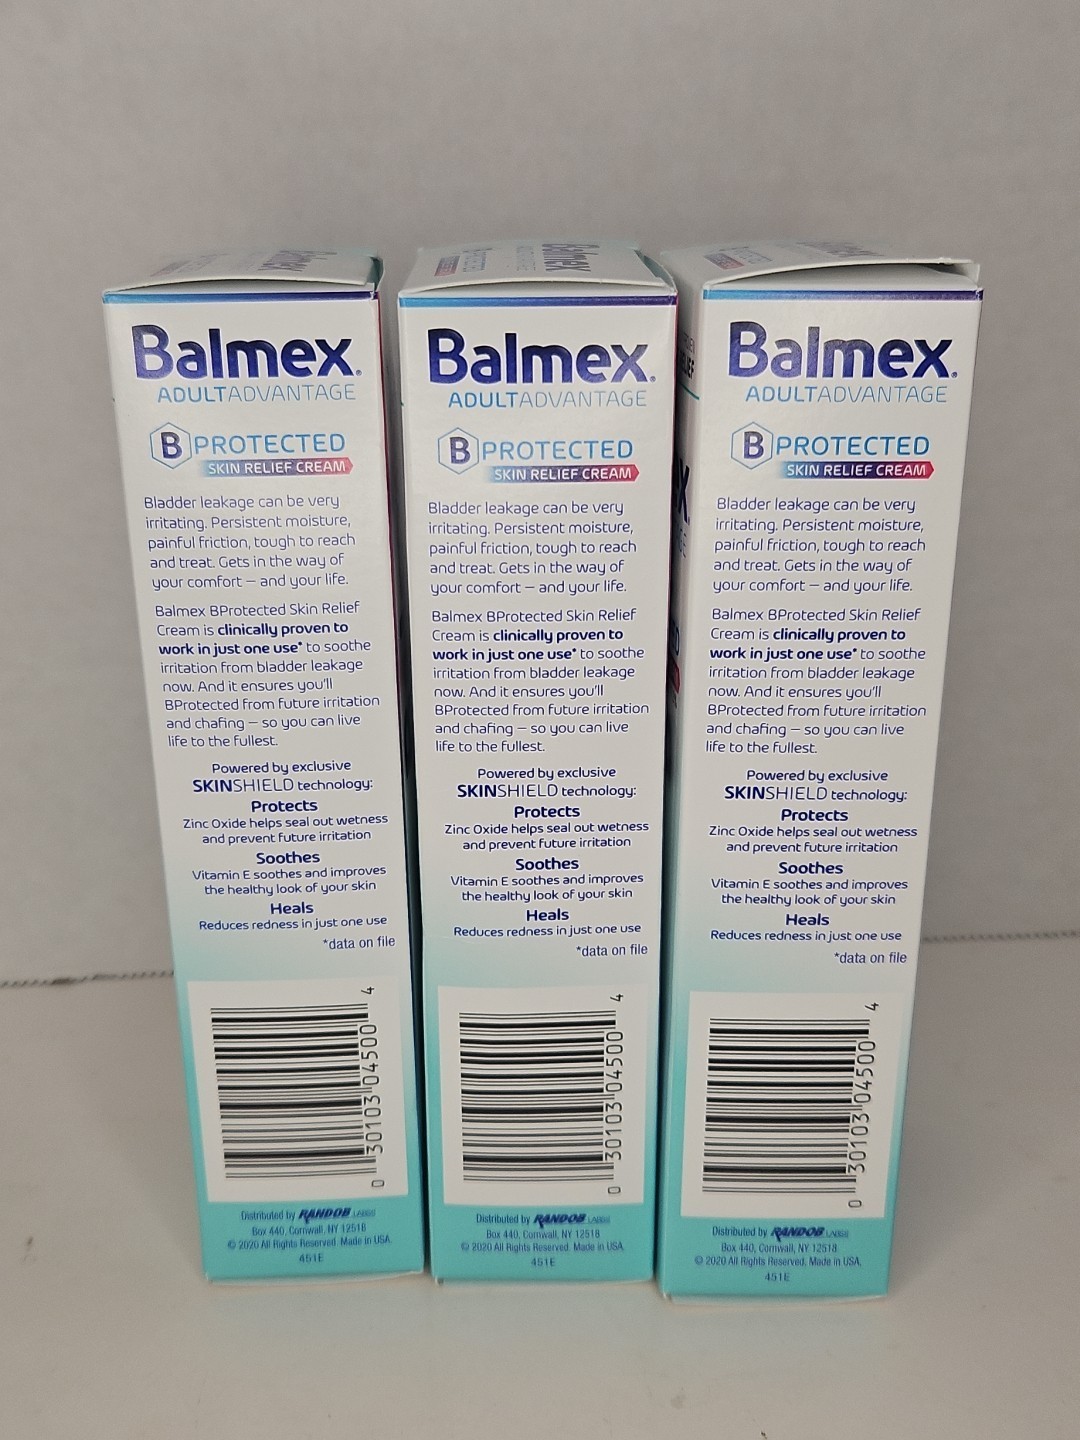 Balmex
ADULTADVANTAGE
B PROTECTED
SKIN RELIEF CREAM
Bladder leakage can be very
irritating. Persistent moisture,
painful friction, tough to reach
and treat. Gets in the way of
your comfort – and your life.
Balmex BProtected Skin Relief
Cream is clinically proven to
work in just one use* to soothe
irritation from bladder leakage
now. And it ensures you'll
BProtected from future irritation
and chafing – so you can live
life to the fullest.
Powered by exclusive
SKINSHIELD technology:
Protects
Zinc Oxide helps seal out wetness
and prevent future irritation
Soothes
Vitamin E soothes and improves
the healthy look of your skin
Heals
Reduces redness in just one use
*data on file
0 30103 04500 4
Distributed by RANDOB LABS
Box 440, Cornwall, NY 12518
© 2020 All Rights Reserved. Made in USA.
451E
Balmex
PROTECTED
Balmex
ADULTADVANTAGE
B PROTECTED
SKIN RELIEF CREAM
Bladder leakage can be very
irritating. Persistent moisture,
painful friction, tough to reach
and treat. Gets in the way of
your comfort – and your life.
Balmex BProtected Skin Relief
Cream is clinically proven to
work in just one use* to soothe
irritation from bladder leakage
now. And it ensures you'll
BProtected from future irritation
and chafing – so you can live
life to the fullest.
Powered by exclusive
SKINSHIELD technology:
Protects
Zinc Oxide helps seal out wetness
and prevent future irritation
Soothes
Vitamin E soothes and improves
the healthy look of your skin
Heals
Reduces redness in just one use
*data on file
0 30103 04500 4
Distributed by RANDOB LABS
Box 440, Cornwall, NY 12518
© 2020 All Rights Reserved. Made in USA.
451E
Balmex
ADULTADVANTAGE
B PROTECTED
SKIN RELIEF CREAM
Bladder leakage can be very
irritating. Persistent moisture,
painful friction, tough to reach
and treat. Gets in the way of
your comfort – and your life.
Balmex BProtected Skin Relief
Cream is clinically proven to
work in just one use* to soothe
irritation from bladder leakage
now. And it ensures you'll
BProtected from future irritation
and chafing – so you can live
life to the fullest.
Powered by exclusive
SKINSHIELD technology:
Protects
Zinc Oxide helps seal out wetness
and prevent future irritation
Soothes
Vitamin E soothes and improves
the healthy look of your skin
Heals
Reduces redness in just one use
*data on file
0 30103 04500 4
Distributed by RANDOB LABS
Box 440, Cornwall, NY 12518
© 2020 All Rights Reserved. Made in USA.
451E